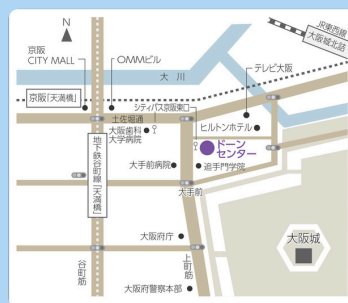 N
JR東西線
大阪城北詰
京阪
CITY MALL
OMMビル
テレビ大阪
大川
シティバス京阪東口
京阪「天満橋」
ヒルトンホテル
土佐堀通
大阪歯科
大学病院
ドーン
センター
地下鉄谷町線「天満橋」
大手前病院
追手門学院
大手前
大阪府庁
大阪城
谷町筋
上町筋
大阪府警察本部